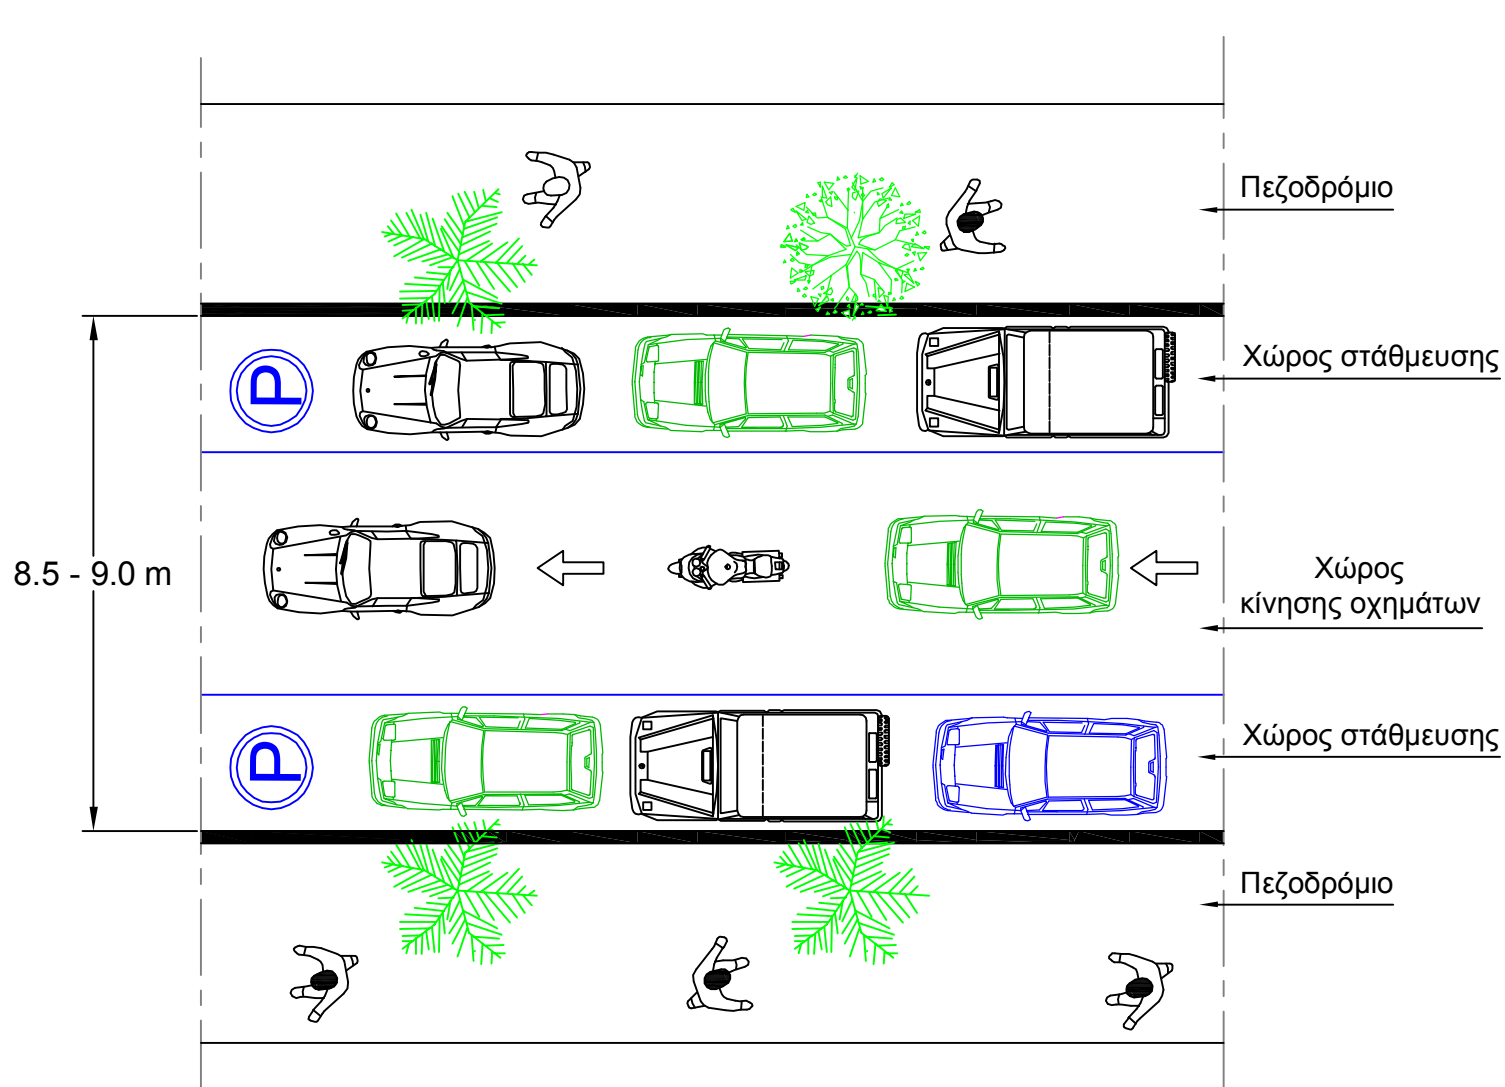 Πεζοδρόμιο
P
Χώρος στάθμευσης
8.5 - 9.0 m
Χώρος
κίνησης οχημάτων
P
Χώρος στάθμευσης
Πεζοδρόμιο